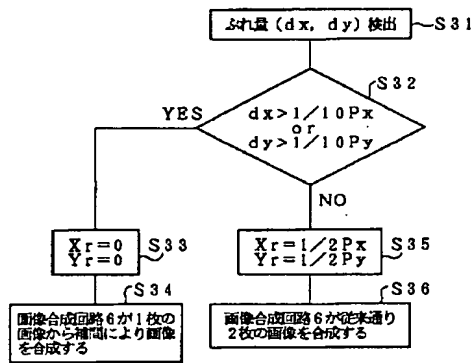 ぶれ量(dx, dy)検出
S31
S32
dx>1/10Px
or
dy>1/10Py
YES
NO
Xr=0
Yr=0
S33
Xr=1/2Px
Yr=1/2Py
S35
S34
画像合成回路6が1枚の
画像から補間により画像
を合成する
S36
画像合成回路6が従来通り
2枚の画像を合成する